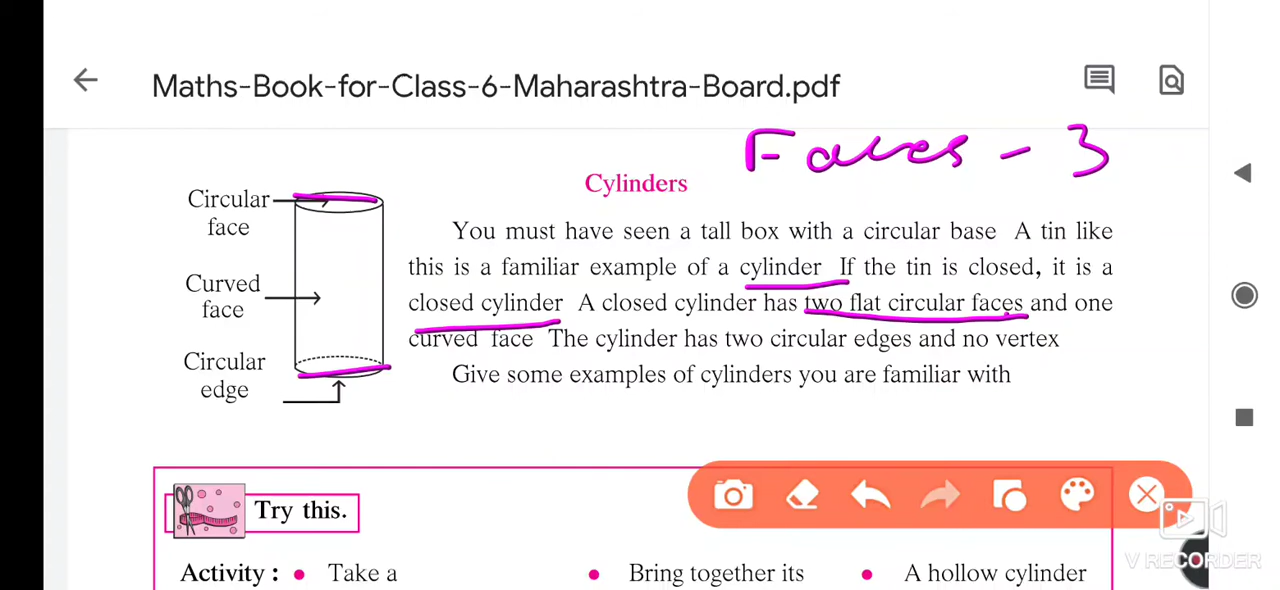 Maths-Book-for-Class-6-Maharashtra-Board.pdf
Faces - 3
Cylinders
Circular
face
Curved
face
Circular
edge
You must have seen a tall box with a circular base A tin like
this is a familiar example of a cylinder If the tin is closed, it is a
closed cylinder A closed cylinder has two flat circular faces and one
curved face The cylinder has two circular edges and no vertex
Give some examples of cylinders you are familiar with
Try this.
Activity : • Take a
• Bring together its
• A hollow cylinder
V RECORDER